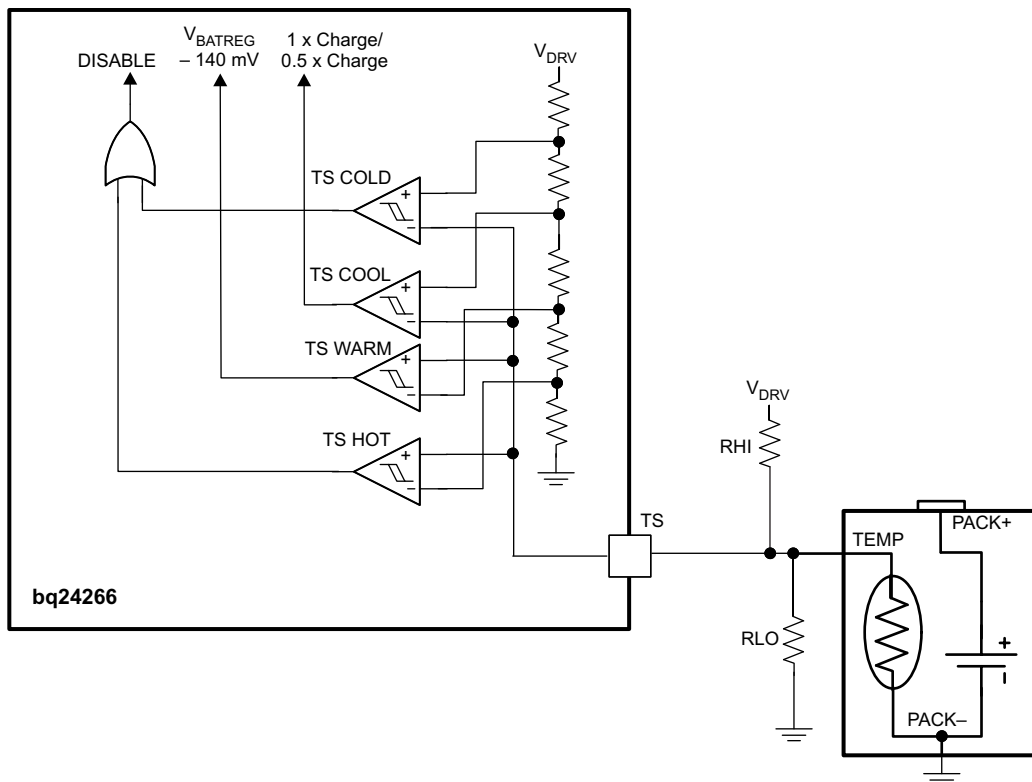 DISABLE
V_BATREG
– 140 mV
1 x Charge/
0.5 x Charge
V_DRV
TS COLD
+
–
TS COOL
+
–
TS WARM
+
–
TS HOT
+
–
bq24266
TS
V_DRV
RHI
RLO
TEMP
PACK+
+
–
PACK–